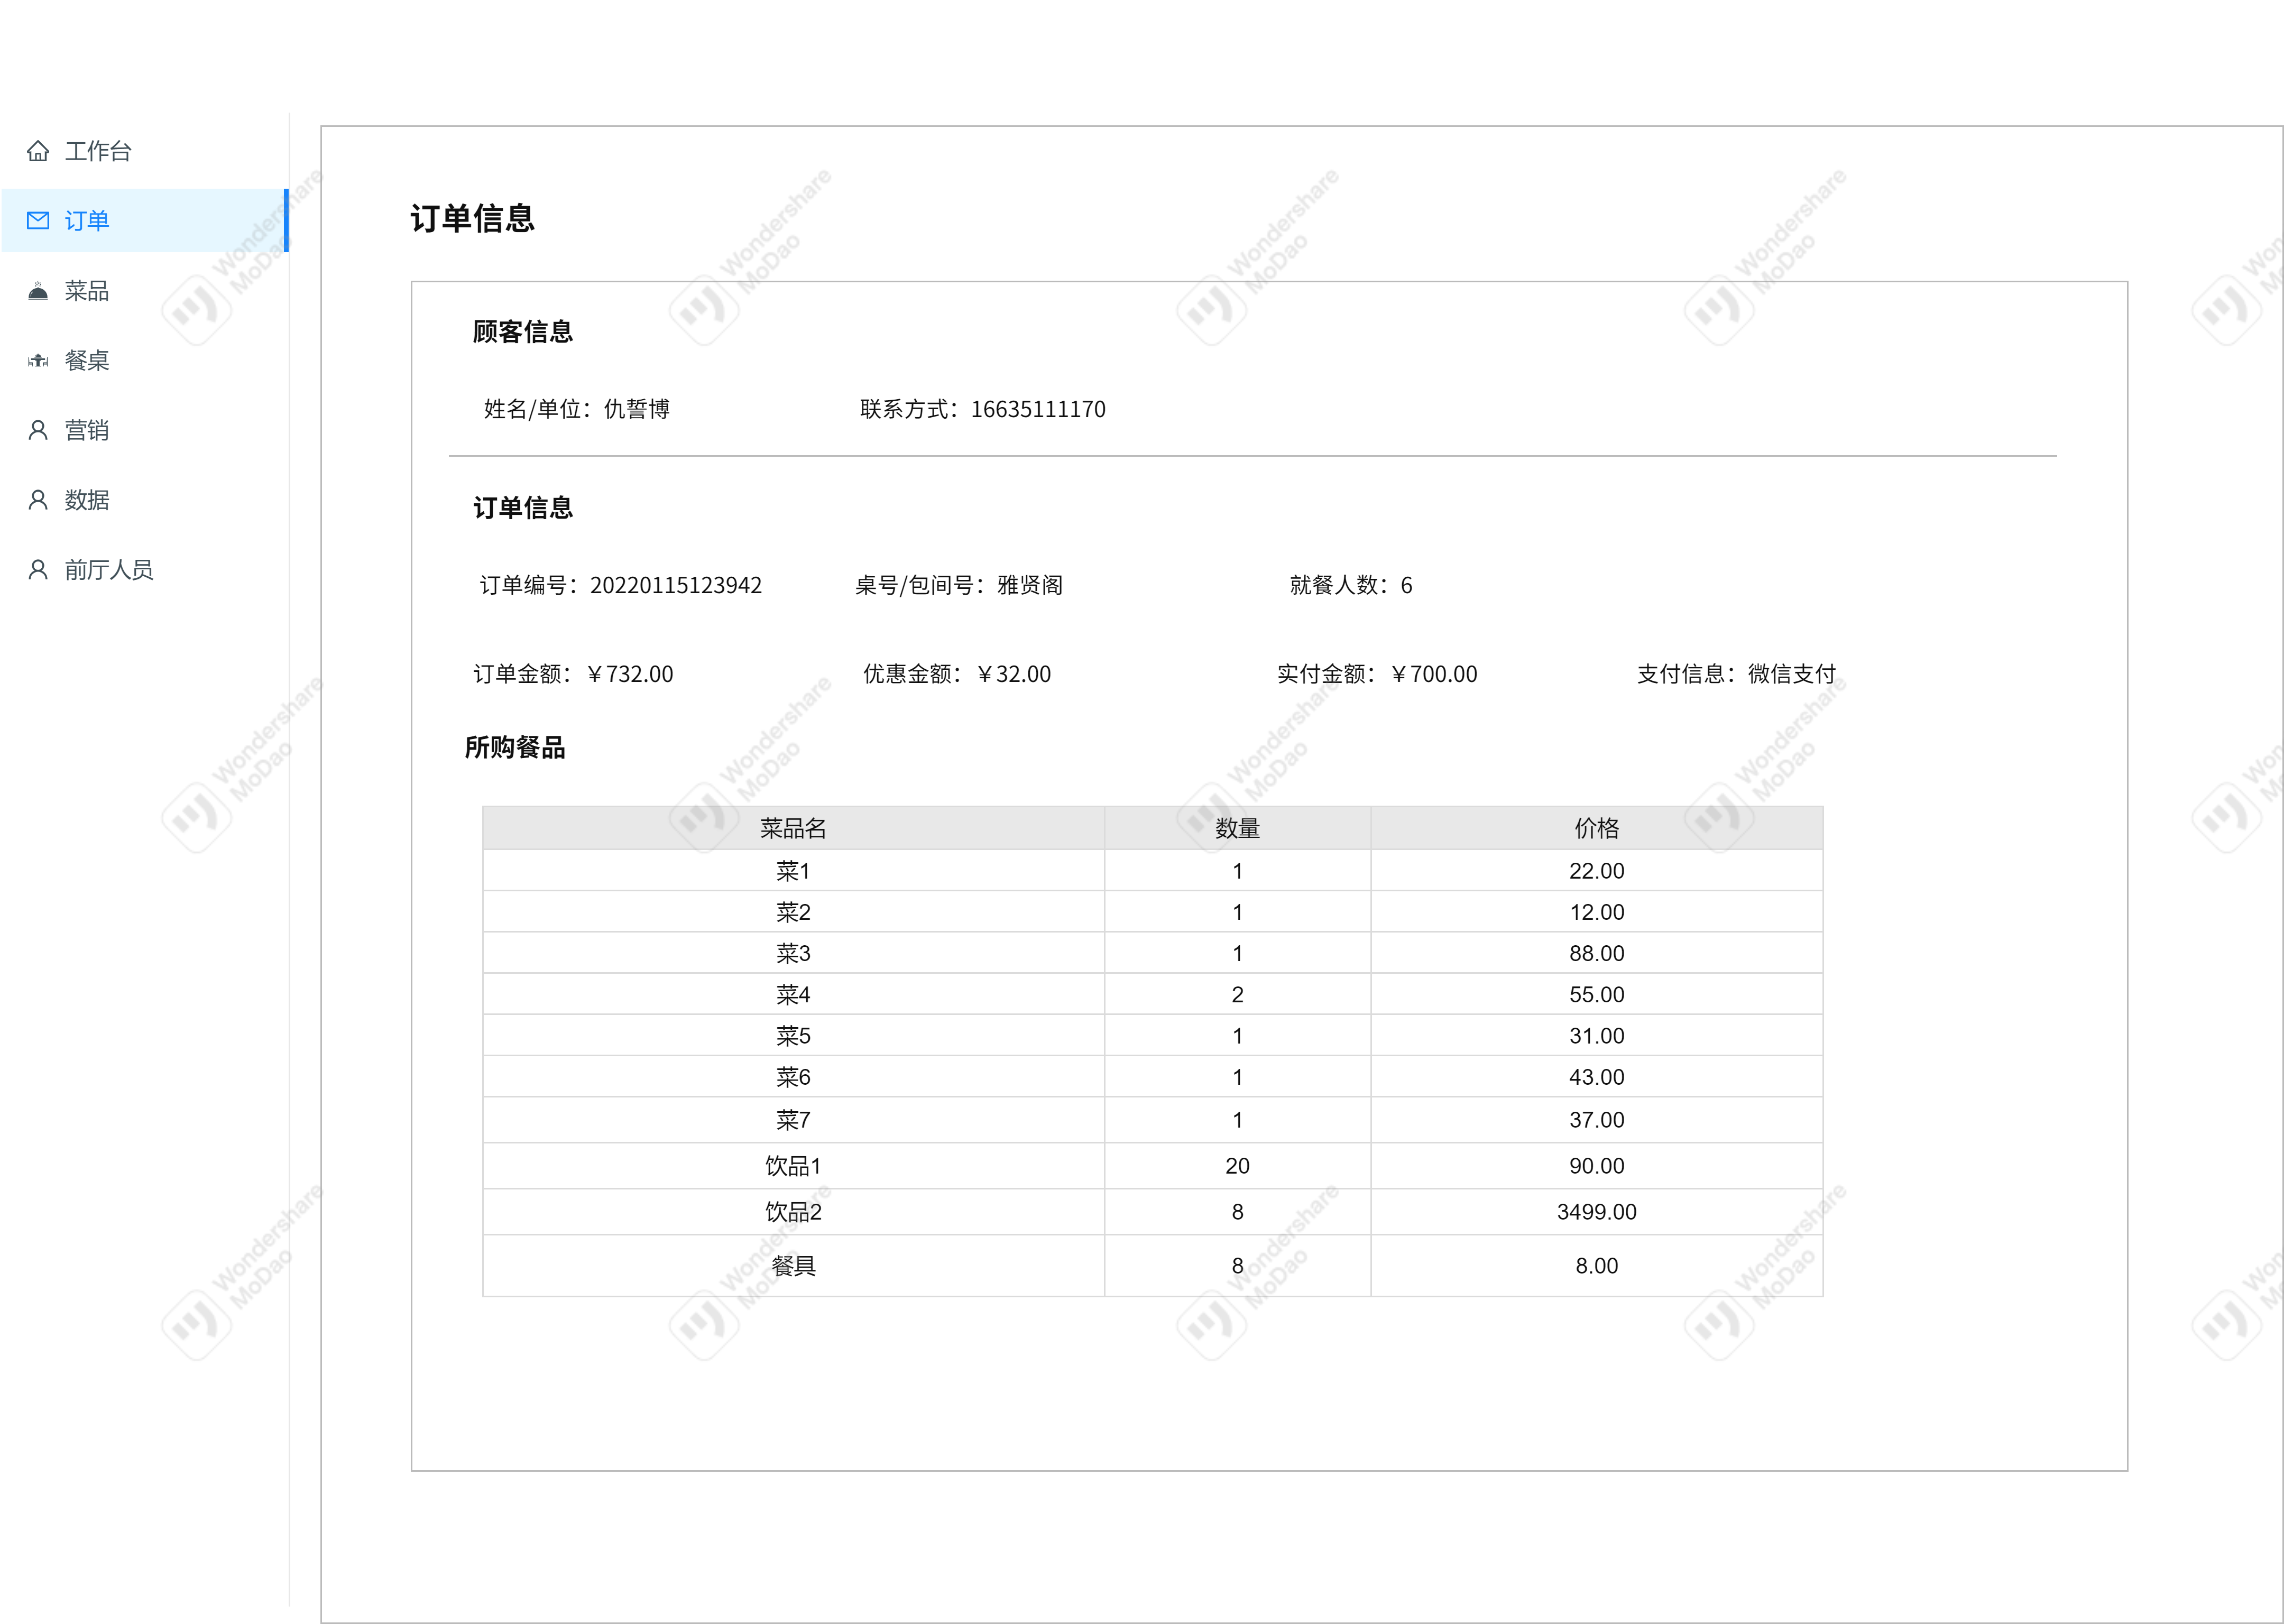 工作台
订单
菜品
餐桌
营销
数据
前厅人员
订单信息
顾客信息
姓名/单位：仇誓博 联系方式：16635111170
订单信息
订单编号：20220115123942 桌号/包间号：雅贤阁 就餐人数：6
订单金额：￥732.00 优惠金额：￥32.00 实付金额：￥700.00 支付信息：微信支付
所购餐品
菜品名 数量 价格
菜1 1 22.00
菜2 1 12.00
菜3 1 88.00
菜4 2 55.00
菜5 1 31.00
菜6 1 43.00
菜7 1 37.00
饮品1 20 90.00
饮品2 8 3499.00
餐具 8 8.00
Wondershare
MoDao